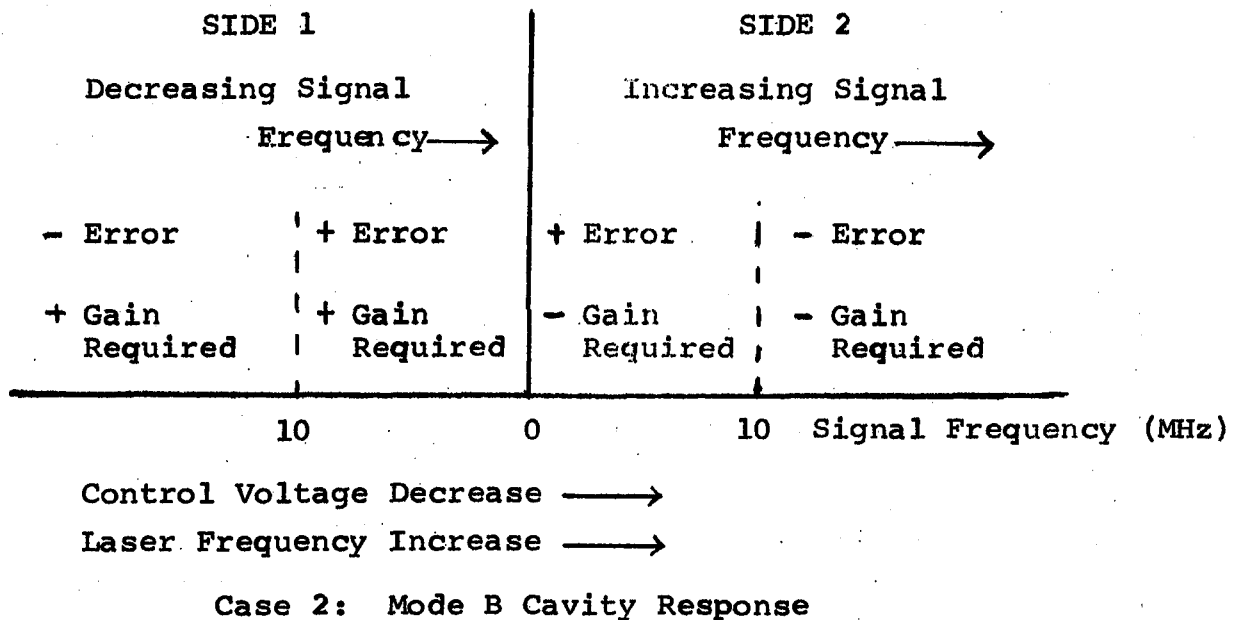 SIDE 1 SIDE 2
Decreasing Signal Increasing Signal
Frequency Frequency
- Error + Error + Error - Error
+ Gain + Gain - Gain - Gain
Required Required Required Required
10 0 10 Signal Frequency (MHz)
Control Voltage Decrease
Laser Frequency Increase
Case 2: Mode B Cavity Response